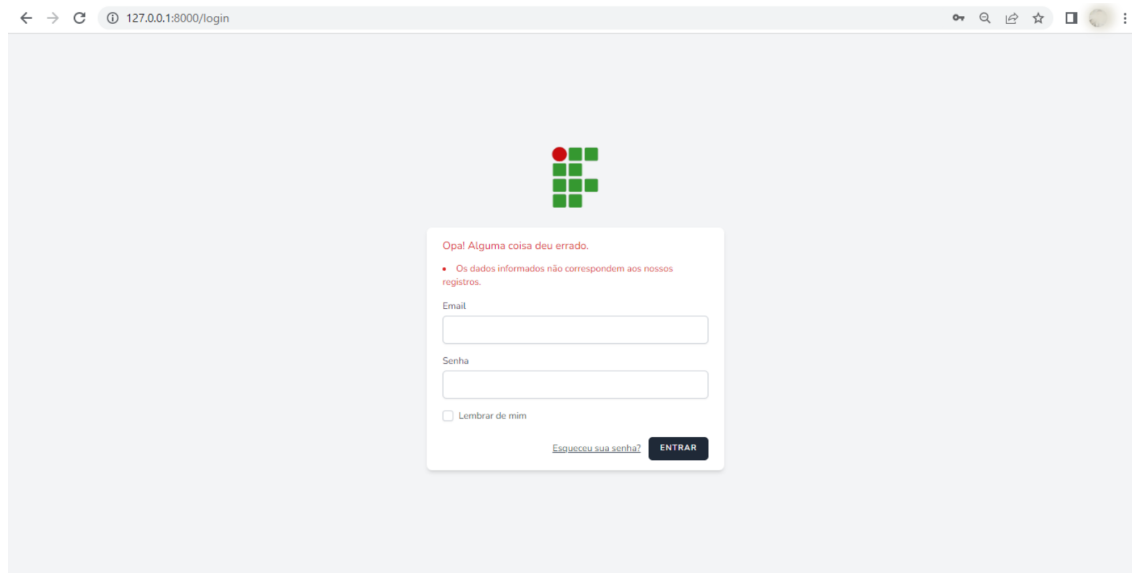 127.0.0.1:8000/login
Opa! Alguma coisa deu errado.
Os dados informados não correspondem aos nossos
registros.
Email
Senha
Lembrar de mim
Esqueceu sua senha? ENTRAR